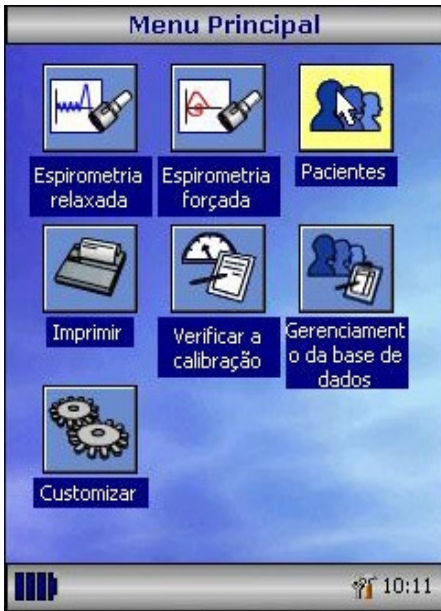 Menu Principal
Espirometria
relaxada
Espirometria
forçada
Pacientes
Imprimir
Verificar a
calibração
Gerenciament
o da base de
dados
Customizar
10:11